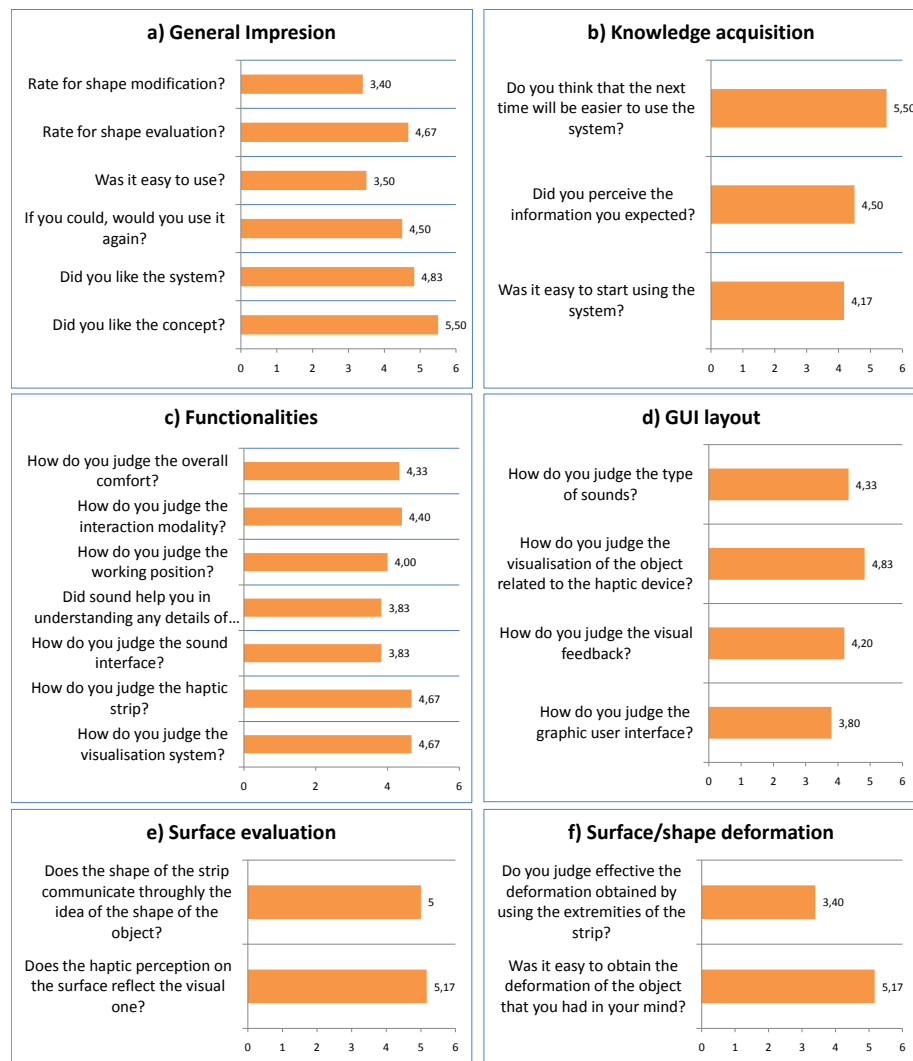 a) General Impresion
Rate for shape modification?
3,40
Rate for shape evaluation?
4,67
Was it easy to use?
3,50
If you could, would you use it
again?
4,50
Did you like the system?
4,83
Did you like the concept?
5,50
0 1 2 3 4 5 6
b) Knowledge acquisition
Do you think that the next
time will be easier to use the
system?
5,50
Did you perceive the
information you expected?
4,50
Was it easy to start using the
system?
4,17
0 1 2 3 4 5 6
c) Functionalities
How do you judge the overall
comfort?
4,33
How do you judge the
interaction modality?
4,40
How do you judge the
working position?
4,00
Did sound help you in
understanding any details of…
3,83
How do you judge the sound
interface?
3,83
How do you judge the haptic
strip?
4,67
How do you judge the
visualisation system?
4,67
0 2 4 6
d) GUI layout
How do you judge the type of
sounds?
4,33
How do you judge the
visualisation of the object
related to the haptic device?
4,83
How do you judge the visual
feedback?
4,20
How do you judge the
graphic user interface?
3,80
0 1 2 3 4 5 6
e) Surface evaluation
Does the shape of the strip
communicate throughly the
idea of the shape of the
object?
5
Does the haptic perception on
the surface reflect the visual
one?
5,17
0 1 2 3 4 5 6
f) Surface/shape deformation
Do you judge effective the
deformation obtained by
using the extremities of the
strip?
3,40
Was it easy to obtain the
deformation of the object
that you had in your mind?
5,17
0 1 2 3 4 5 6